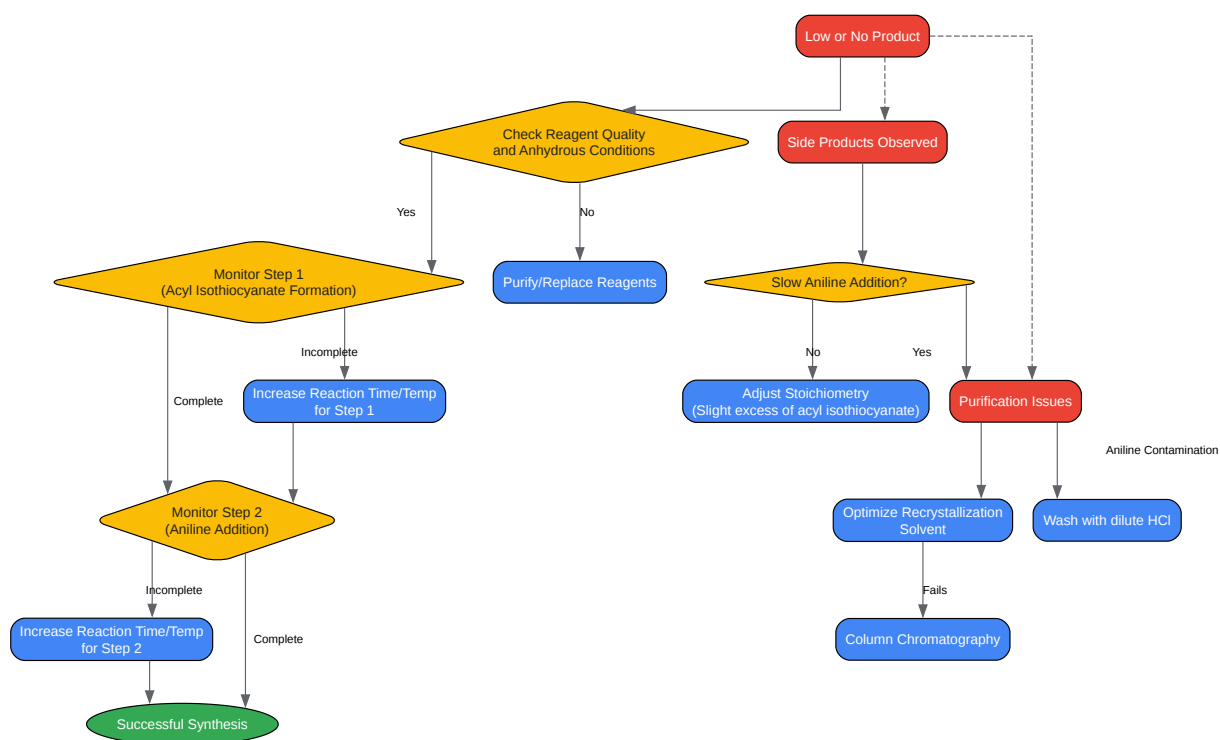 Low or No Product
Check Reagent Quality
and Anhydrous Conditions
Side Products Observed
Yes
No
Monitor Step 1
(Acyl Isothiocyanate Formation)
Purify/Replace Reagents
Slow Aniline Addition?
Incomplete
No
Yes
Complete
Increase Reaction Time/Temp
for Step 1
Adjust Stoichiometry
(Slight excess of acyl isothiocyanate)
Purification Issues
Aniline Contamination
Monitor Step 2
(Aniline Addition)
Optimize Recrystallization
Solvent
Wash with dilute HCl
Incomplete
Fails
Increase Reaction Time/Temp
for Step 2
Complete
Column Chromatography
Successful Synthesis